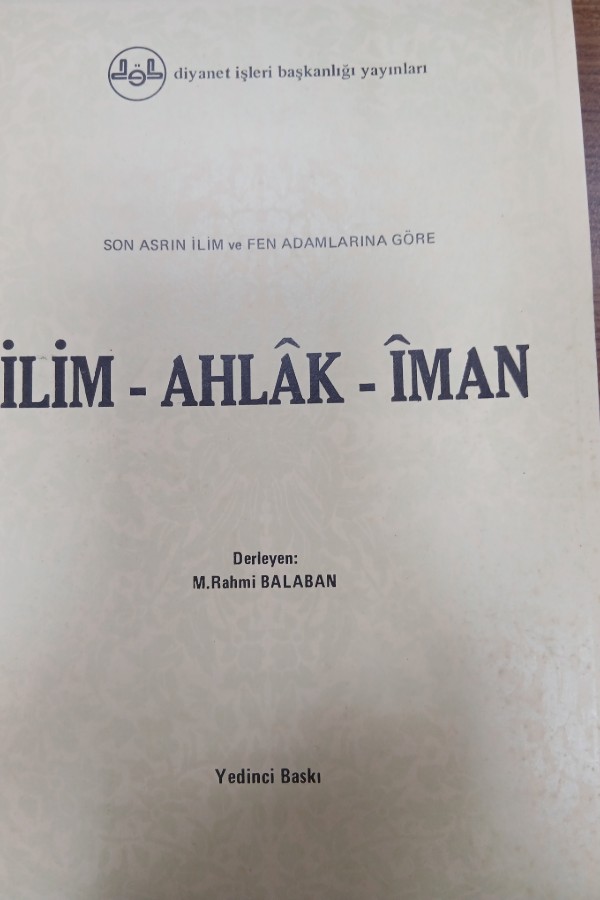 diyanet işleri başkanlığı yayınları
SON ASRIN İLİM ve FEN ADAMLARINA GÖRE
İLİM - AHLÂK - ÎMAN
Derleyen:
M.Rahmi BALABAN
Yedinci Baskı